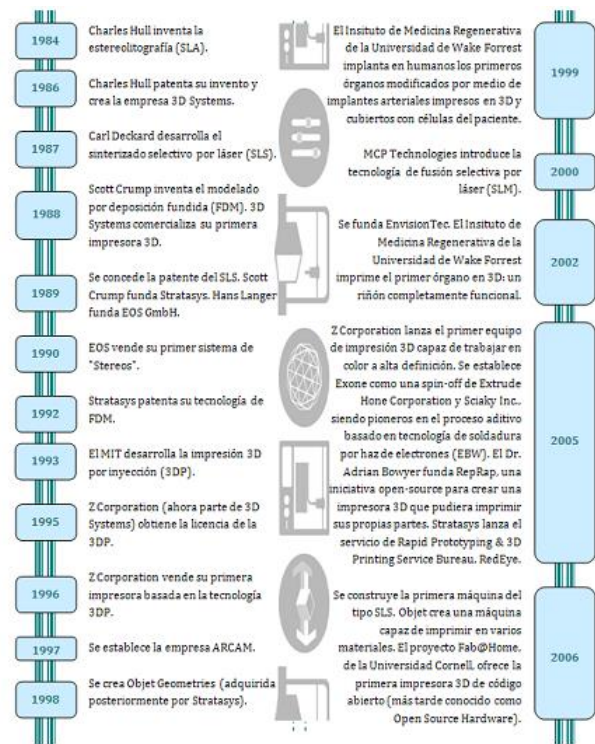 1984
Charles Hull inventa la
estereolitografía (SLA).
1986
Charles Hull patenta su invento y
crea la empresa 3D Systems.
1987
Carl Deckard desarrolla el
sinterizado selectivo por láser (SLS).
1988
Scott Crump inventa el modelado
por deposición fundida (FDM). 3D
Systems comercializa su primera
impresora 3D.
1989
Se concede la patente del SLS. Scott
Crump funda Stratasys. Hans Langer
funda EOS GmbH.
1990
EOS vende su primer sistema de
"Stereos".
1992
Stratasys patenta su tecnología de
FDM.
1993
El MIT desarrolla la impresión 3D
por inyección (3DP).
1995
Z Corporation (ahora parte de 3D
Systems) obtiene la licencia de la
3DP.
1996
Z Corporation vende su primera
impresora basada en la tecnología
3DP.
1997
Se establece la empresa ARCAM.
1998
Se crea Objet Geometries (adquirida
posteriormente por Stratasys).
El Insituto de Medicina Regenerativa
de la Universidad de Wake Forrest
implanta en humanos los primeros
órganos modificados por medio de
implantes arteriales impresos en 3D y
cubiertos con células del paciente.
1999
MCP Technologies introduce la
tecnología de fusión selectiva por
láser (SLM).
2000
Se funda EnvisionTec. El Insituto de
Medicina Regenerativa de la
Universidad de Wake Forrest
imprime el primer órgano en 3D: un
riñón completamente funcional.
2002
Z Corporation lanza el primer equipo
de impresión 3D capaz de trabajar en
color a alta definición. Se establece
Exone como una spin-off de Extrude
Hone Corporation y Sciaky Inc.,
siendo pioneros en el proceso aditivo
basado en tecnología de soldadura
por haz de electrones (EBW). El Dr.
Adrian Bowyer funda RepRap, una
iniciativa open-source para crear una
impresora 3D que pudiera imprimir
sus propias partes. Stratasys lanza el
servicio de Rapid Prototyping & 3D
Printing Service Bureau. RedEye.
2005
Se construye la primera máquina del
tipo SLS. Objet crea una máquina
capaz de imprimir en varios
materiales. El proyecto Fab@Home,
de la Universidad Cornell, ofrece la
primera impresora 3D de código
abierto (más tarde conocido como
Open Source Hardware).
2006